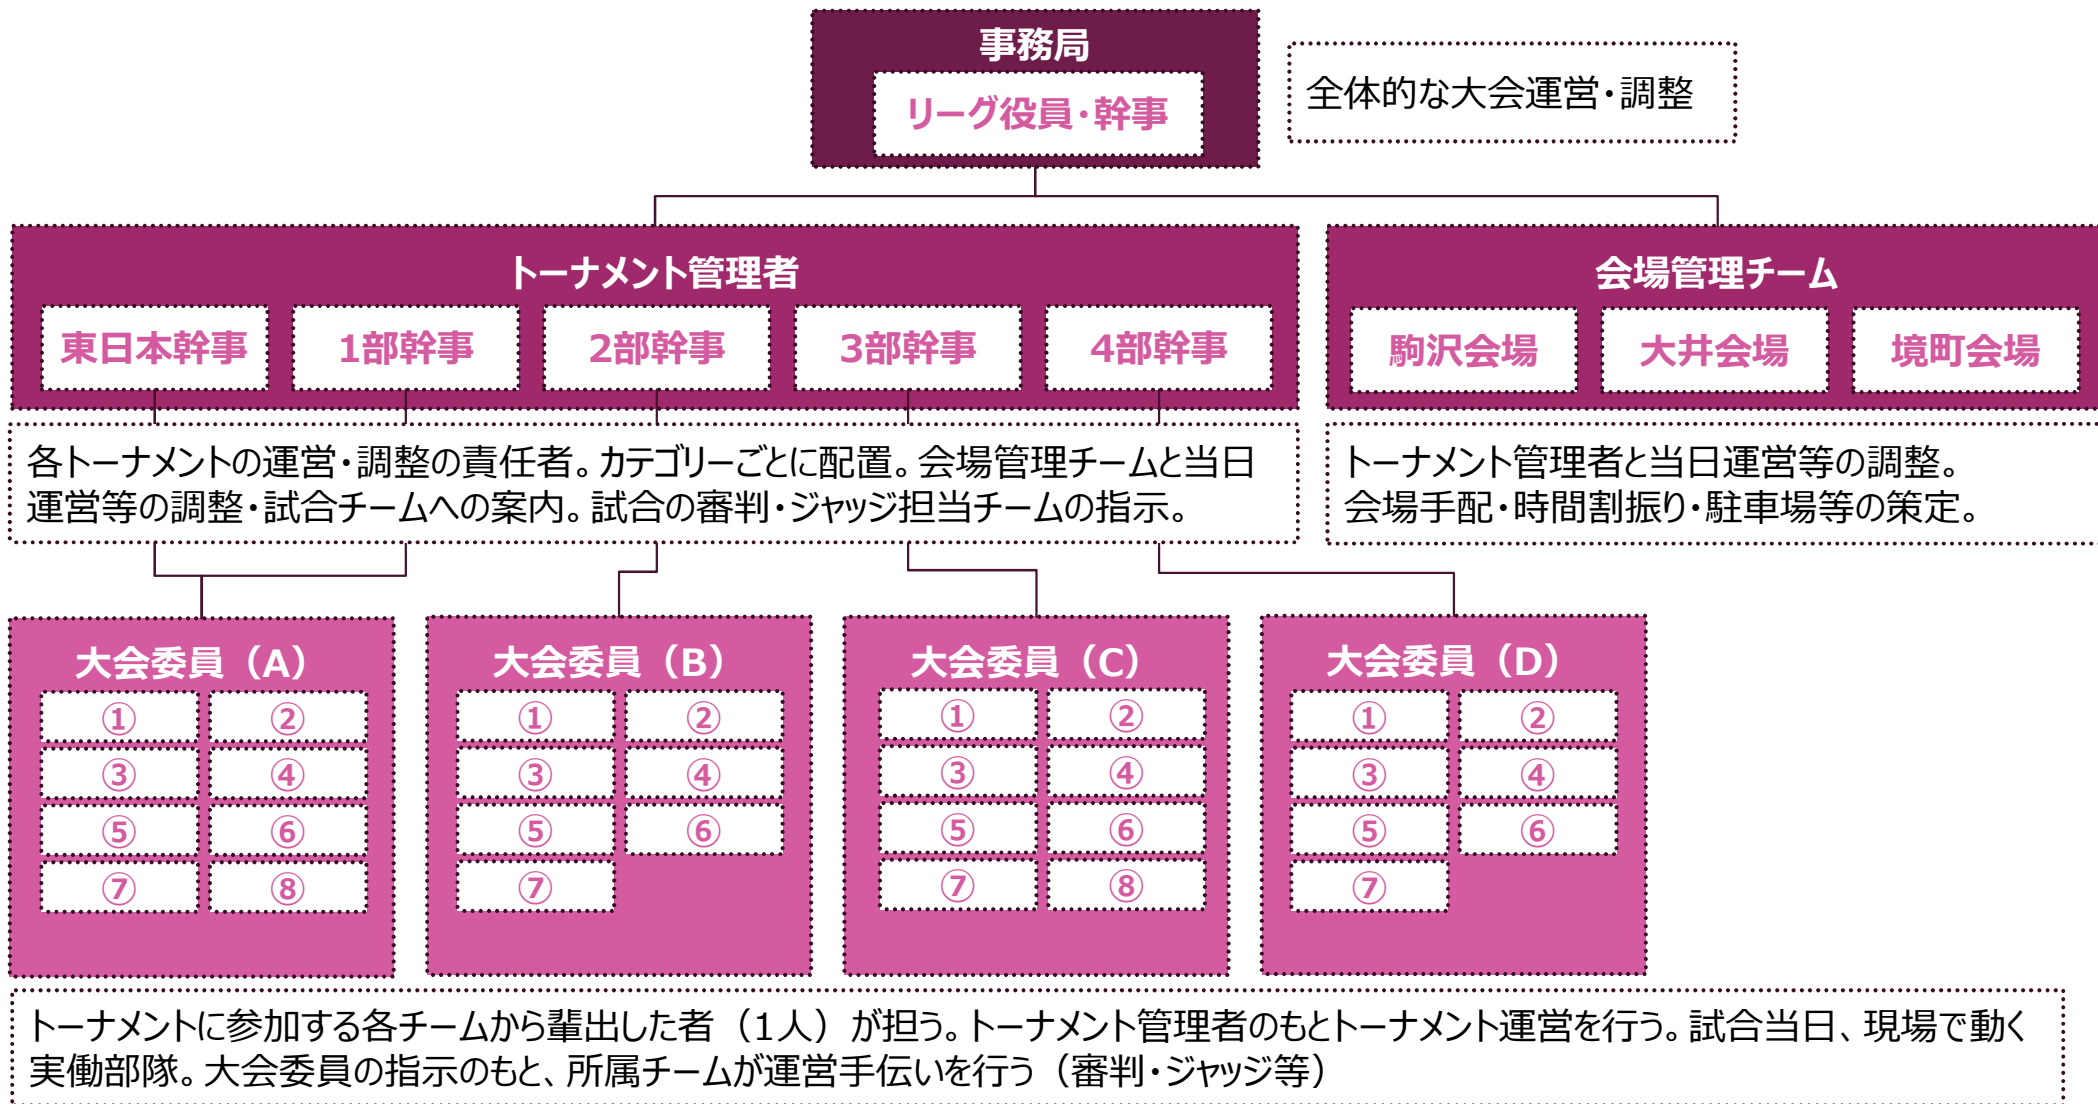 事務局
リーグ役員・幹事
全体的な大会運営・調整
トーナメント管理者
東日本幹事
1部幹事
2部幹事
3部幹事
4部幹事
会場管理チーム
駒沢会場
大井会場
境町会場
各トーナメントの運営・調整の責任者。カテゴリーごとに配置。会場管理チームと当日
運営等の調整・試合チームへの案内。試合の審判・ジャッジ担当チームの指示。
トーナメント管理者と当日運営等の調整。
会場手配・時間割振り・駐車場等の策定。
大会委員（A）
①
②
③
④
⑤
⑥
⑦
⑧
大会委員（B）
①
②
③
④
⑤
⑥
⑦
大会委員（C）
①
②
③
④
⑤
⑥
⑦
⑧
大会委員（D）
①
②
③
④
⑤
⑥
⑦
トーナメントに参加する各チームから輩出した者（1人）が担う。トーナメント管理者のもとトーナメント運営を行う。試合当日、現場で動く
実働部隊。大会委員の指示のもと、所属チームが運営手伝いを行う（審判・ジャッジ等）